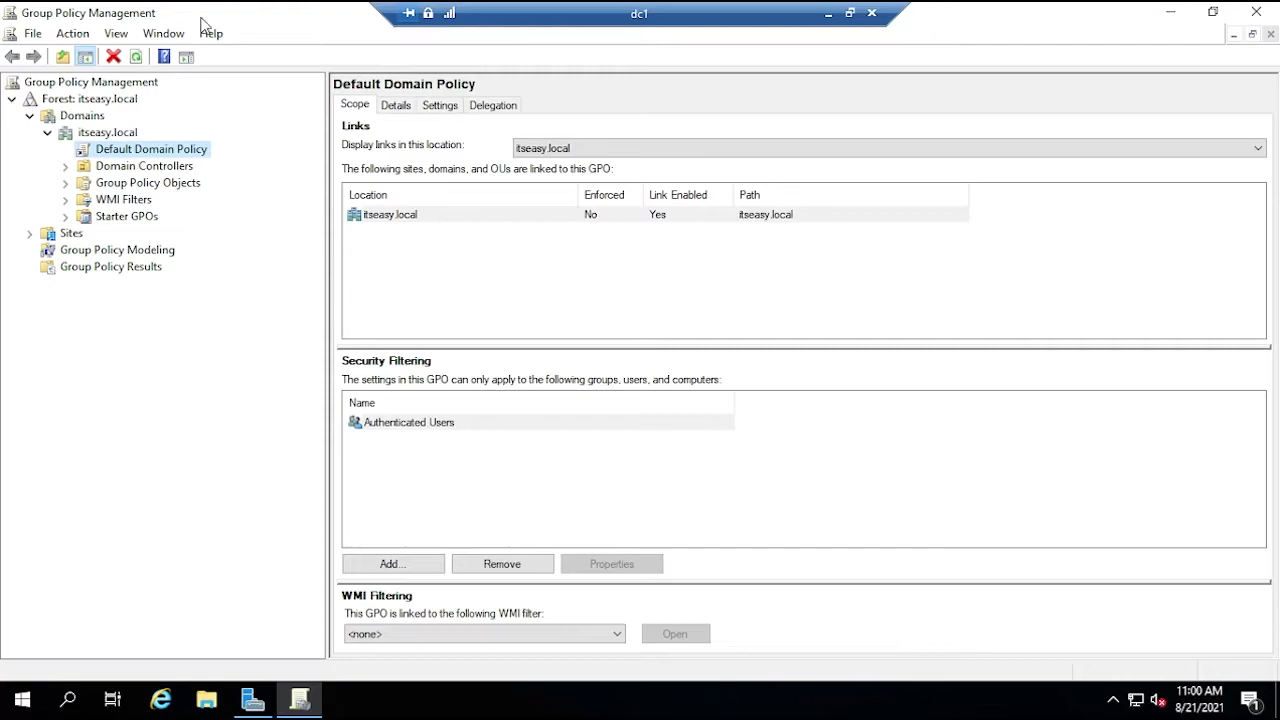 Group Policy Management
dc1
File Action View Window Help
Group Policy Management
Forest: itseasy.local
Domains
itseasy.local
Default Domain Policy
Domain Controllers
Group Policy Objects
WMI Filters
Starter GPOs
Sites
Group Policy Modeling
Group Policy Results
Default Domain Policy
Scope Details Settings Delegation
Links
Display links in this location: itseasy.local
The following sites, domains, and OUs are linked to this GPO:
Location Enforced Link Enabled Path
itseasy.local No Yes itseasy.local
Security Filtering
The settings in this GPO can only apply to the following groups, users, and computers:
Name
Authenticated Users
Add... Remove Properties
WMI Filtering
This GPO is linked to the following WMI filter:
<none> Open
11:00 AM
8/21/2021
1